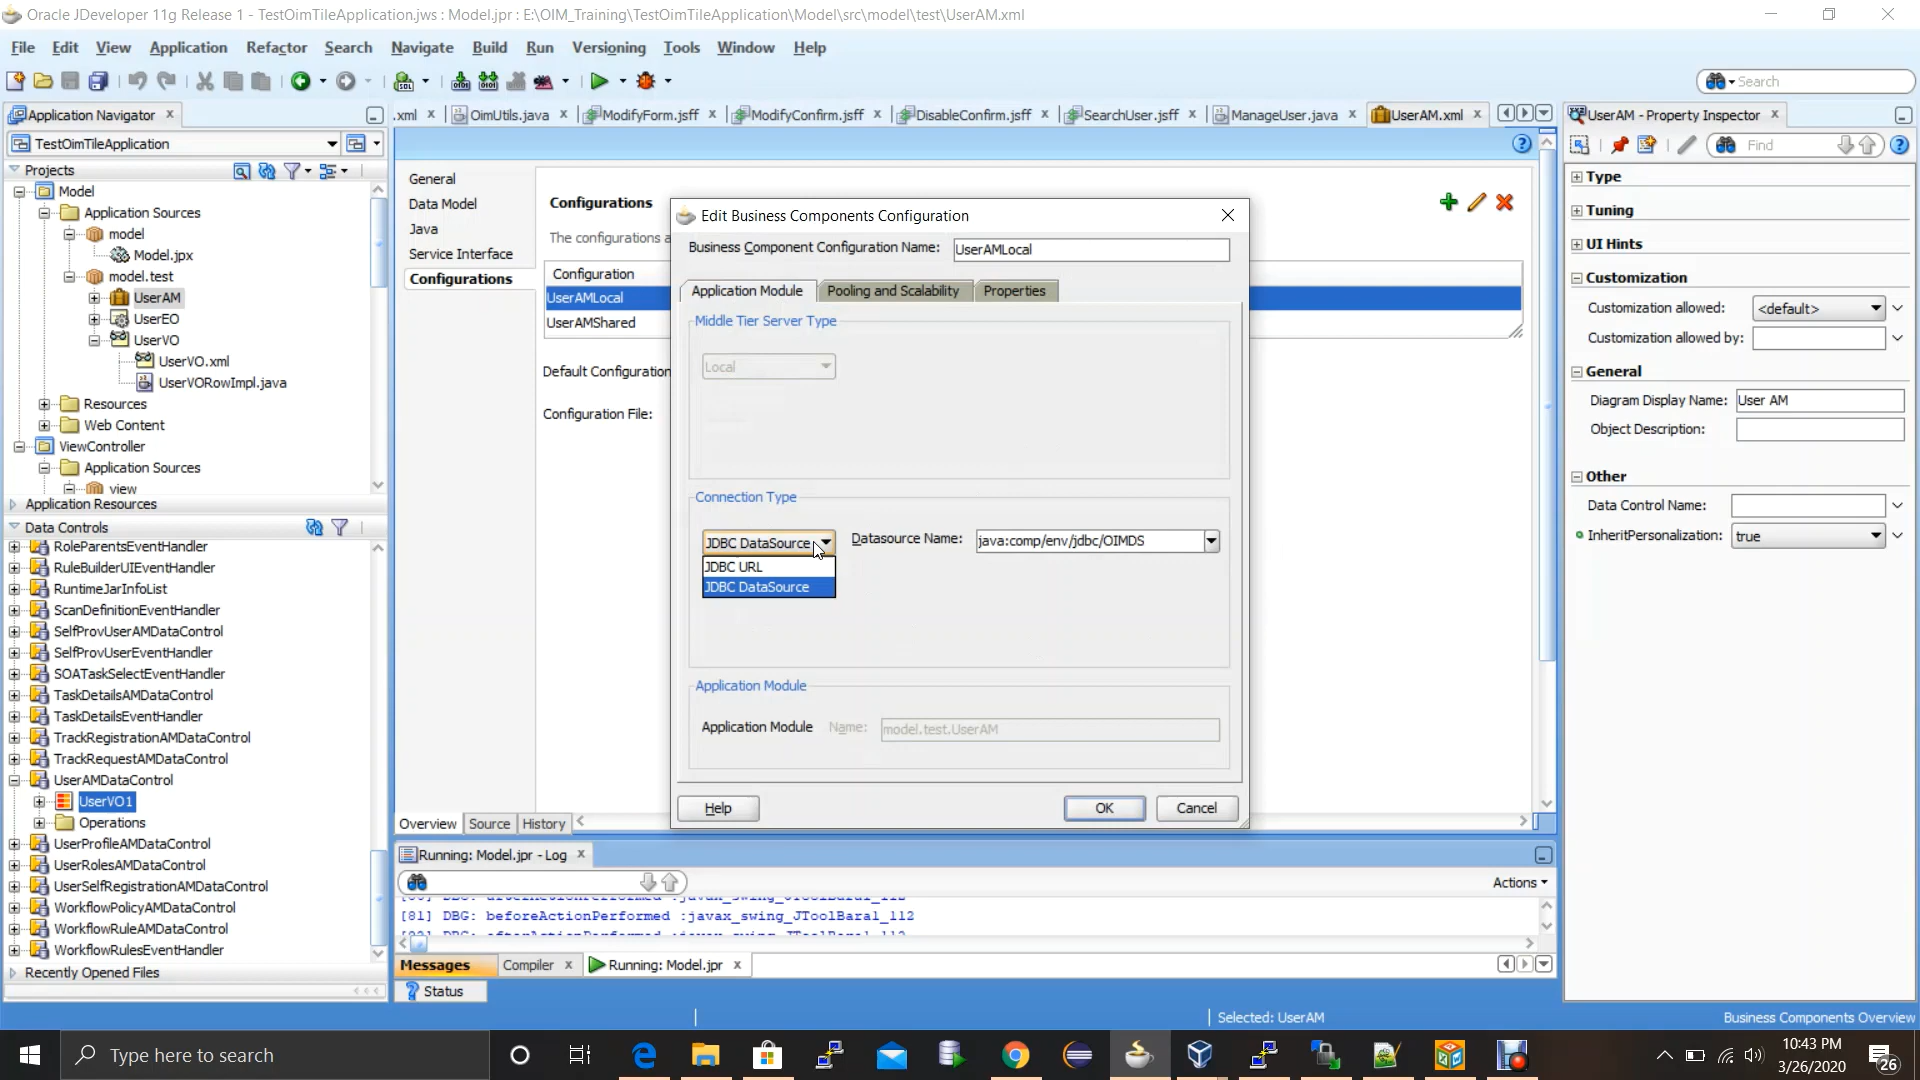 Oracle JDeveloper 11g Release 1 - TestOimTileApplication.jws : Model.jpr : E:\OIM_Training\TestOimTileApplication\Model\src\model\test\UserAM.xml
File Edit View Application Refactor Search Navigate Build Run Versioning Tools Window Help
Search
Application Navigator
.xml OimUtils.java ModifyForm.jsff ModifyConfirm.jsff DisableConfirm.jsff SearchUser.jsff ManageUser.java UserAM.xml
UserAM - Property Inspector
TestOimTileApplication
Projects
Model
Application Sources
model
Model.jpx
model.test
UserAM
UserEO
UserVO
UserVO.xml
UserVORowImpl.java
Resources
Web Content
ViewController
Application Sources
view
Application Resources
Data Controls
RoleParentsEventHandler
RuleBuilderUIEventHandler
RuntimeJarInfoList
ScanDefinitionEventHandler
SelfProvUserAMDataControl
SelfProvUserEventHandler
SOATaskSelectEventHandler
TaskDetailsAMDataControl
TaskDetailsEventHandler
TrackRegistrationAMDataControl
TrackRequestAMDataControl
UserAMDataControl
UserVO1
Operations
UserProfileAMDataControl
UserRolesAMDataControl
UserSelfRegistrationAMDataControl
WorkflowPolicyAMDataControl
WorkflowRuleAMDataControl
WorkflowRulesEventHandler
Recently Opened Files
General
Data Model
Java
Service Interface
Configurations
Configurations
The configurations a
Configuration
UserAMLocal
UserAMShared
Default Configuration
Configuration File:
Edit Business Components Configuration
Business Component Configuration Name: UserAMLocal
Application Module Pooling and Scalability Properties
Middle Tier Server Type
Local
Connection Type
JDBC DataSource Datasource Name: java:comp/env/jdbc/OIMDS
JDBC URL
JDBC DataSource
Application Module
Application Module Name: model.test.UserAM
Help OK Cancel
Overview Source History
Running: Model.jpr - Log
Actions
[81] DBG: beforeActionPerformed :javax_swing_JToolBaral_112
Messages Compiler Running: Model.jpr
Status
Find
Type
Tuning
UI Hints
Customization
Customization allowed: <default>
Customization allowed by:
General
Diagram Display Name: User AM
Object Description:
Other
Data Control Name:
InheritPersonalization: true
Selected: UserAM
Business Components Overview
Type here to search
10:43 PM
3/26/2020
26